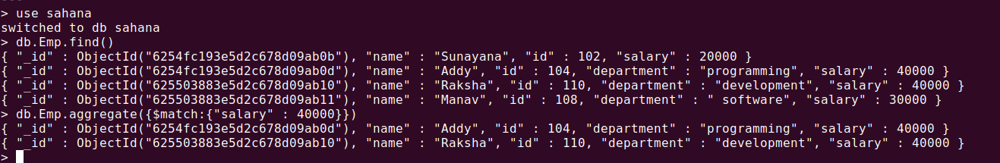 > use sahana
switched to db sahana
> db.Emp.find()
{ "_id" : ObjectId("6254fc193e5d2c678d09ab0b"), "name" : "Sunayana", "id" : 102, "salary" : 20000 }
{ "_id" : ObjectId("6254fc193e5d2c678d09ab0d"), "name" : "Addy", "id" : 104, "department" : "programming", "salary" : 40000 }
{ "_id" : ObjectId("625503883e5d2c678d09ab10"), "name" : "Raksha", "id" : 110, "department" : "development", "salary" : 40000 }
{ "_id" : ObjectId("625503883e5d2c678d09ab11"), "name" : "Manav", "id" : 108, "department" : " software", "salary" : 30000 }
> db.Emp.aggregate({$match:{"salary" : 40000}})
{ "_id" : ObjectId("6254fc193e5d2c678d09ab0d"), "name" : "Addy", "id" : 104, "department" : "programming", "salary" : 40000 }
{ "_id" : ObjectId("625503883e5d2c678d09ab10"), "name" : "Raksha", "id" : 110, "department" : "development", "salary" : 40000 }
>